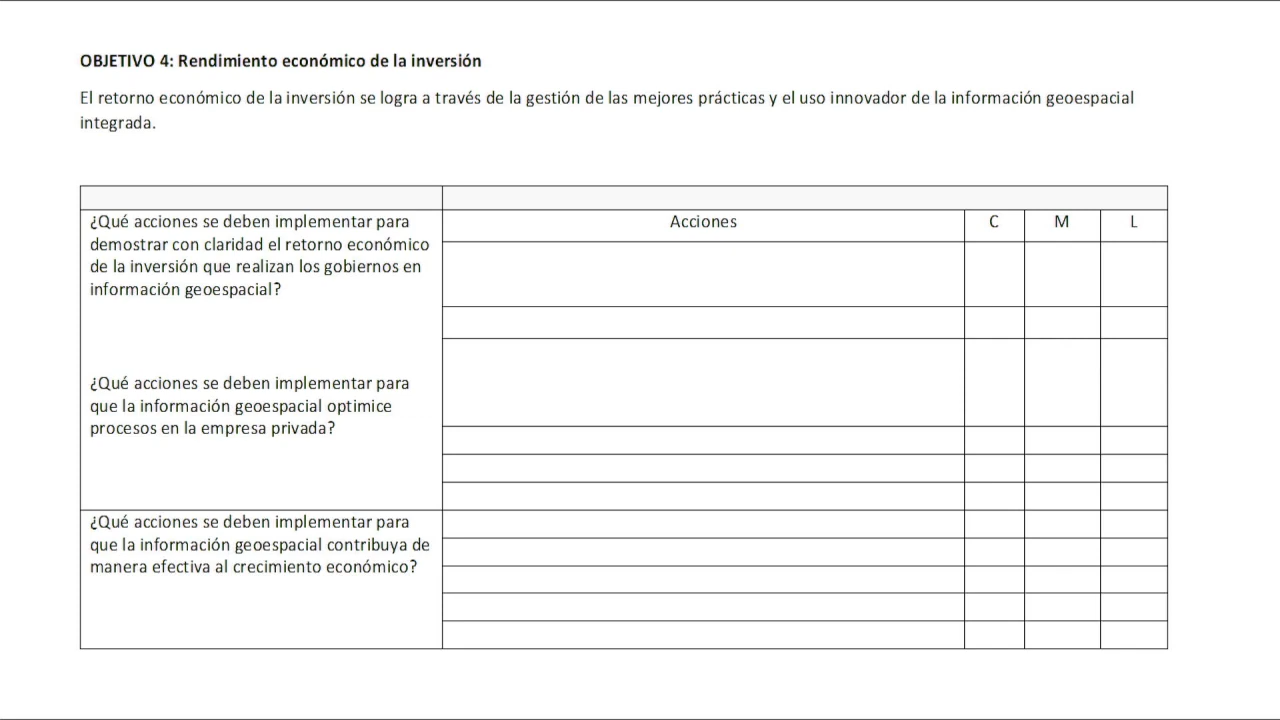 OBJETIVO 4: Rendimiento económico de la inversión
El retorno económico de la inversión se logra a través de la gestión de las mejores prácticas y el uso innovador de la información geoespacial
integrada.
¿Qué acciones se deben implementar para
demostrar con claridad el retorno económico
de la inversión que realizan los gobiernos en
información geoespacial?
Acciones C M L
¿Qué acciones se deben implementar para
que la información geoespacial optimice
procesos en la empresa privada?
¿Qué acciones se deben implementar para
que la información geoespacial contribuya de
manera efectiva al crecimiento económico?